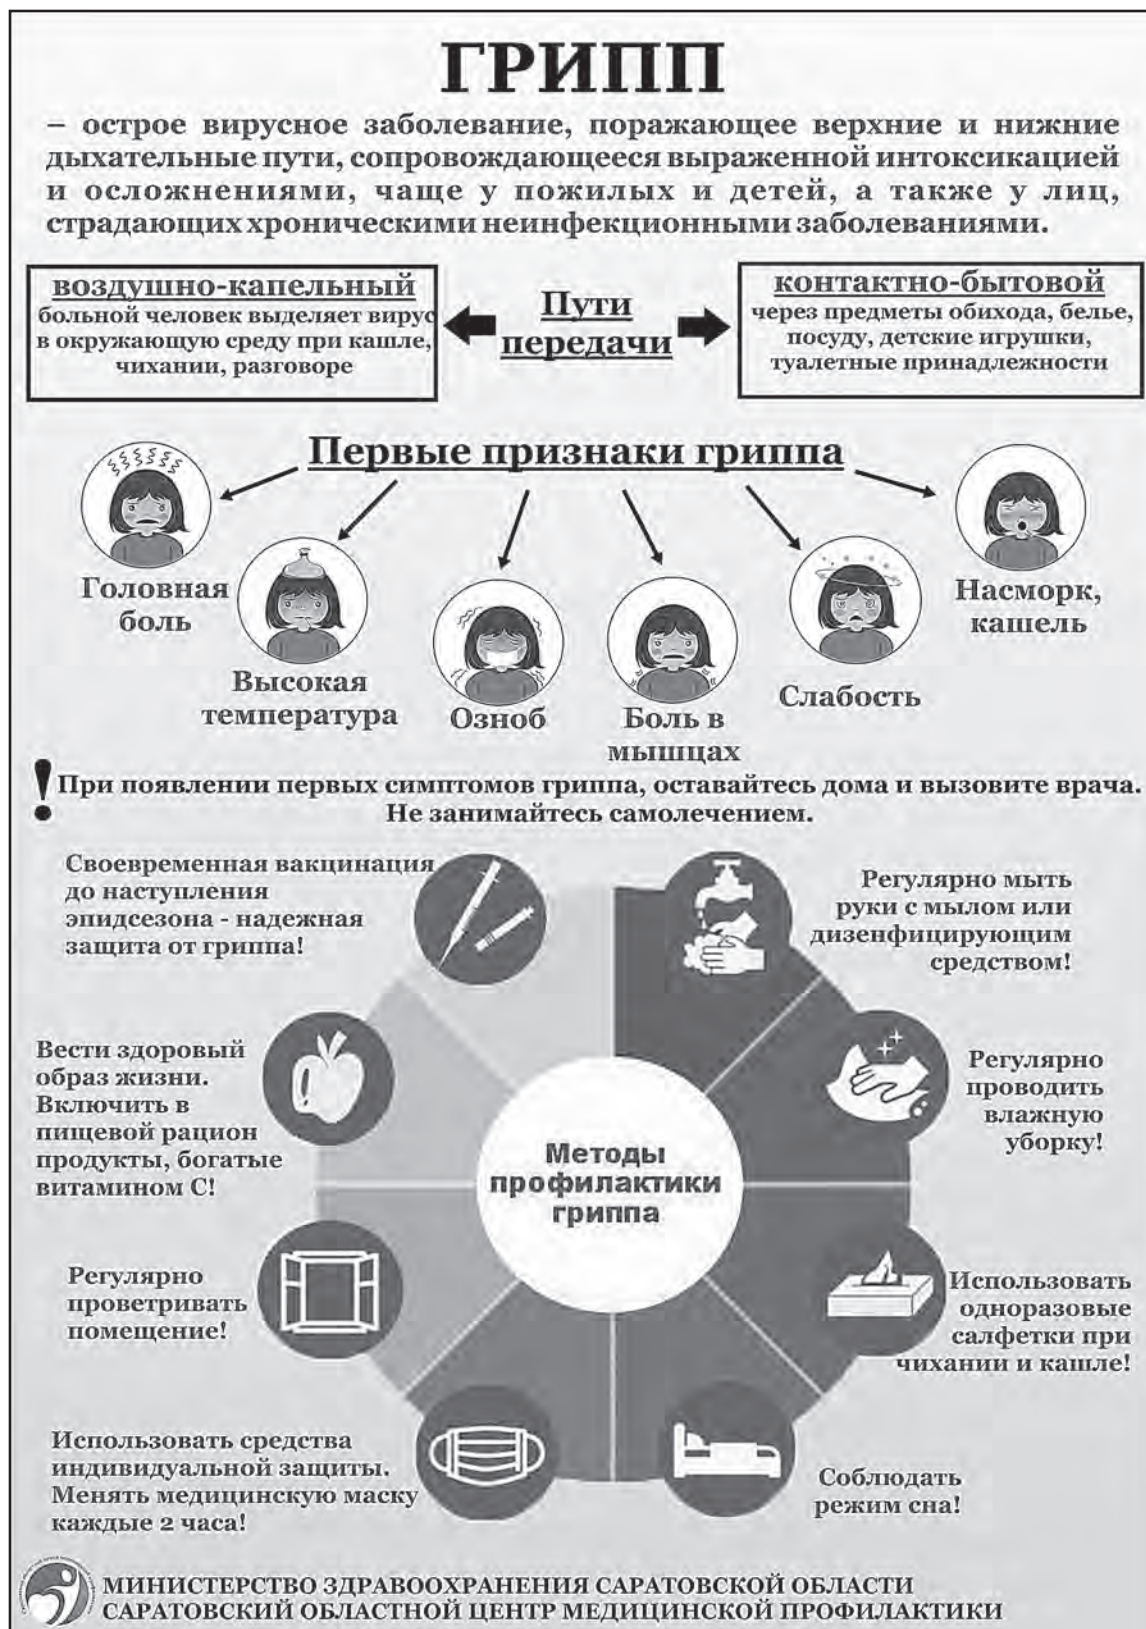 ГРИПП
– острое вирусное заболевание, поражающее верхние и нижние
дыхательные пути, сопровождающееся выраженной интоксикацией
и осложнениями, чаще у пожилых и детей, а также у лиц,
страдающих хроническими неинфекционными заболеваниями.
воздушно-капельный
больной человек выделяет вирус
в окружающую среду при кашле,
чихании, разговоре
Пути
передачи
контактно-бытовой
через предметы обихода, белье,
посуду, детские игрушки,
туалетные принадлежности
Первые признаки гриппа
Головная
боль
Высокая
температура
Озноб
Боль в
мышцах
Слабость
Насморк,
кашель
! При появлении первых симптомов гриппа, оставайтесь дома и вызовите врача.
Не занимайтесь самолечением.
Своевременная вакцинация
до наступления
эпидсезона - надежная
защита от гриппа!
Регулярно мыть
руки с мылом или
дизенфицирующим
средством!
Вести здоровый
образ жизни.
Включить в
пищевой рацион
продукты, богатые
витамином С!
Регулярно
проводить
влажную
уборку!
Методы
профилактики
гриппа
Регулярно
проветривать
помещение!
Использовать
одноразовые
салфетки при
чихании и кашле!
Использовать средства
индивидуальной защиты.
Менять медицинскую маску
каждые 2 часа!
Соблюдать
режим сна!
МИНИСТЕРСТВО ЗДРАВООХРАНЕНИЯ САРАТОВСКОЙ ОБЛАСТИ
САРАТОВСКИЙ ОБЛАСТНОЙ ЦЕНТР МЕДИЦИНСКОЙ ПРОФИЛАКТИКИ